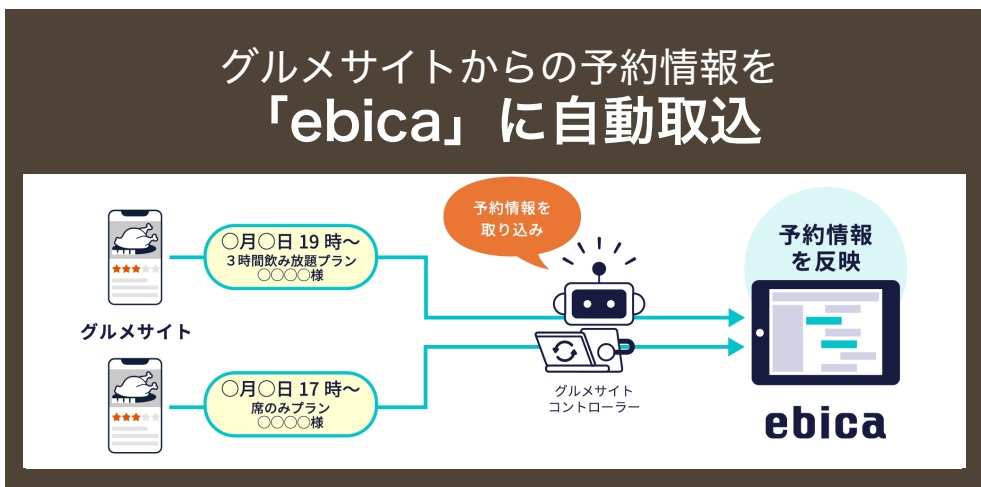 グルメサイトからの予約情報を
「ebica」に自動取込
予約情報を
取り込み
○月○日 19 時～
3時間飲み放題プラン
○○○○様
グルメサイト
○月○日 17 時～
席のみプラン
○○○○様
グルメサイト
コントローラー
予約情報
を反映
ebica